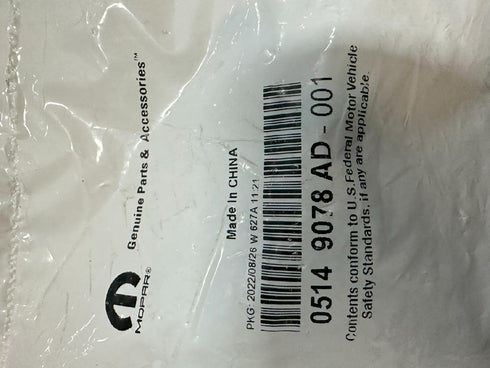 MOPAR®
Genuine Parts & Accessories™
Made In CHINA
PKG: 2022/08/26 W 627A 11:21
0514 9078 AD - 001
Contents conform to U.S. Federal Motor Vehicle
Safety Standards, if any are applicable.